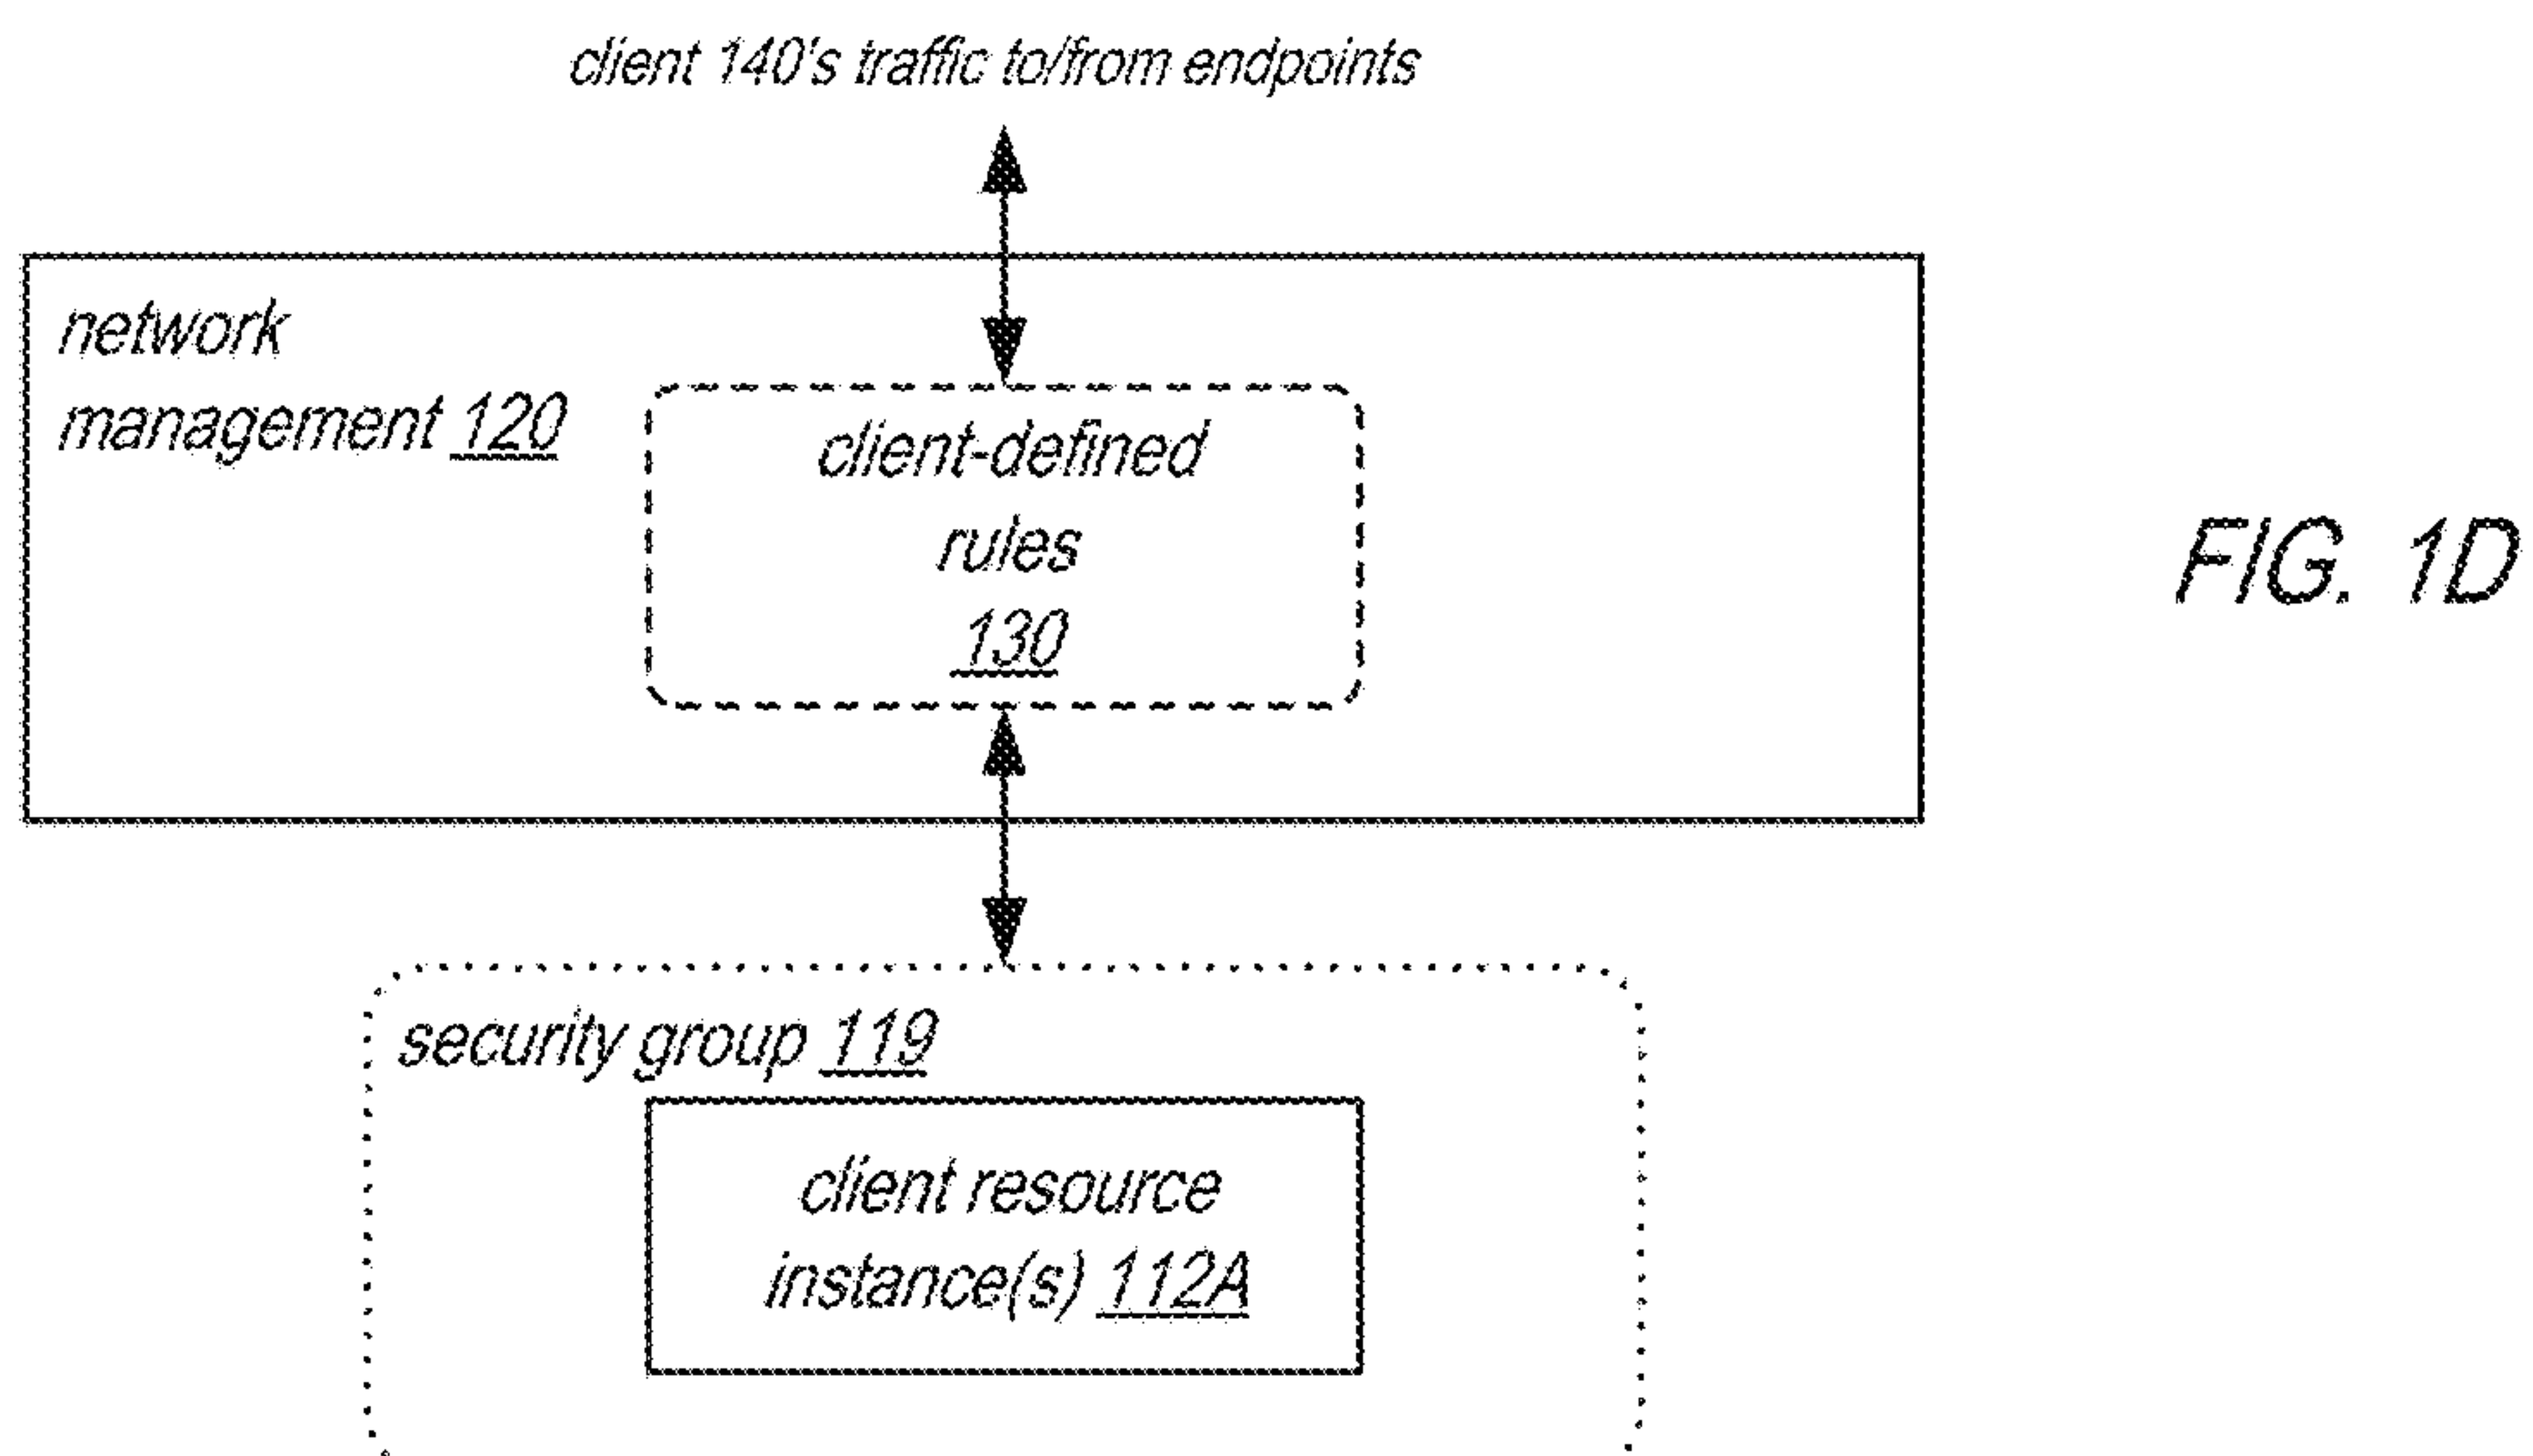 client 140's traffic to/from endpoints
network
management 120
client-defined
rules
130
FIG. 1D
security group 119
client resource
instance(s) 112A